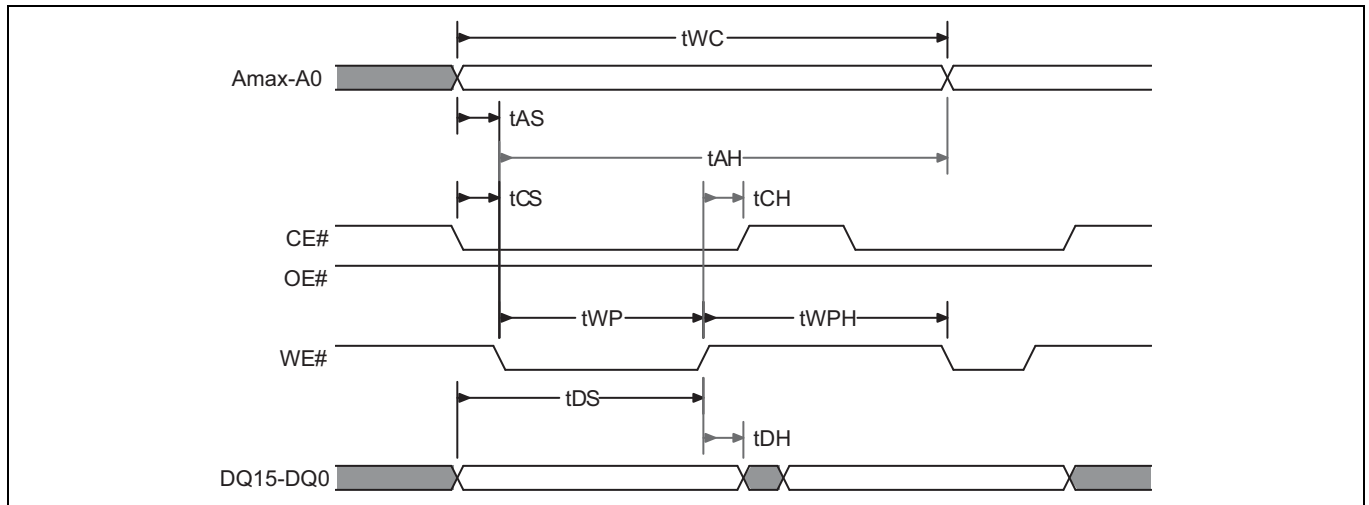 tWC
Amax-A0
tAS
tAH
tCS
tCH
CE#
OE#
tWP
tWPH
WE#
tDS
tDH
DQ15-DQ0